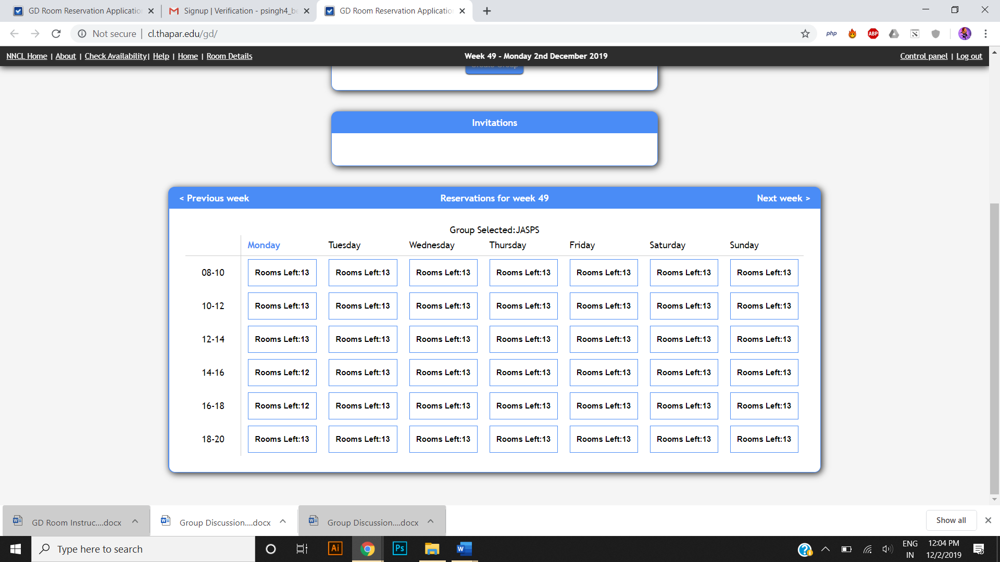 GD Room Reservation Applicatio
Signup | Verification - psingh4_be
GD Room Reservation Applicatio
Not secure | cl.thapar.edu/gd/
php
ABP
NNCL Home | About | Check Availability| Help | Home | Room Details
Week 49 - Monday 2nd December 2019
Control panel | Log out
Create Group
Invitations
< Previous week
Reservations for week 49
Next week >
Group Selected:JASPS
Monday Tuesday Wednesday Thursday Friday Saturday Sunday
08-10 Rooms Left:13 Rooms Left:13 Rooms Left:13 Rooms Left:13 Rooms Left:13 Rooms Left:13 Rooms Left:13
10-12 Rooms Left:13 Rooms Left:13 Rooms Left:13 Rooms Left:13 Rooms Left:13 Rooms Left:13 Rooms Left:13
12-14 Rooms Left:13 Rooms Left:13 Rooms Left:13 Rooms Left:13 Rooms Left:13 Rooms Left:13 Rooms Left:13
14-16 Rooms Left:12 Rooms Left:13 Rooms Left:13 Rooms Left:13 Rooms Left:13 Rooms Left:13 Rooms Left:13
16-18 Rooms Left:12 Rooms Left:13 Rooms Left:13 Rooms Left:13 Rooms Left:13 Rooms Left:13 Rooms Left:13
18-20 Rooms Left:13 Rooms Left:13 Rooms Left:13 Rooms Left:13 Rooms Left:13 Rooms Left:13 Rooms Left:13
GD Room Instruc....docx
Group Discussion....docx
Group Discussion....docx
Show all
Type here to search
Ai
Ps
W
ENG
IN
12:04 PM
12/2/2019